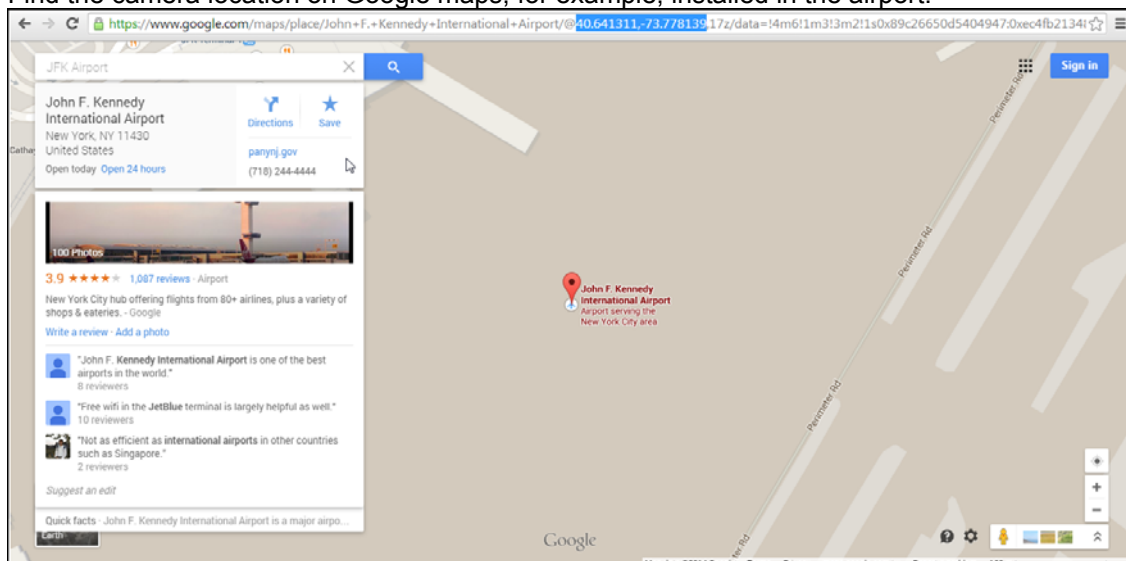 Find the camera location on Google maps, for example, installed in the airport.
https://www.google.com/maps/place/John+F.+Kennedy+International+Airport/@40.641311,-73.778139,17z/data=!4m6!1m3!3m2!1s0x89c26650d5404947:0xec4fb2134
JFK Airport
Sign in
John F. Kennedy
International Airport
New York, NY 11430
United States
Open today Open 24 hours
Directions
Save
panynj.gov
(718) 244-4444
100 Photos
3.9 ★★★★★ 1,087 reviews · Airport
New York City hub offering flights from 80+ airlines, plus a variety of
shops & eateries. - Google
Write a review · Add a photo
"John F. Kennedy International Airport is one of the best
airports in the world."
8 reviewers
"Free wifi in the JetBlue terminal is largely helpful as well."
10 reviewers
"Not as efficient as international airports in other countries
such as Singapore."
2 reviewers
Suggest an edit
Quick facts · John F. Kennedy International Airport is a major airpo...
Earth
John F. Kennedy
International Airport
Airport serving the
New York City area
Perimeter Rd
Perimeter Rd
Perimeter Rd
Google